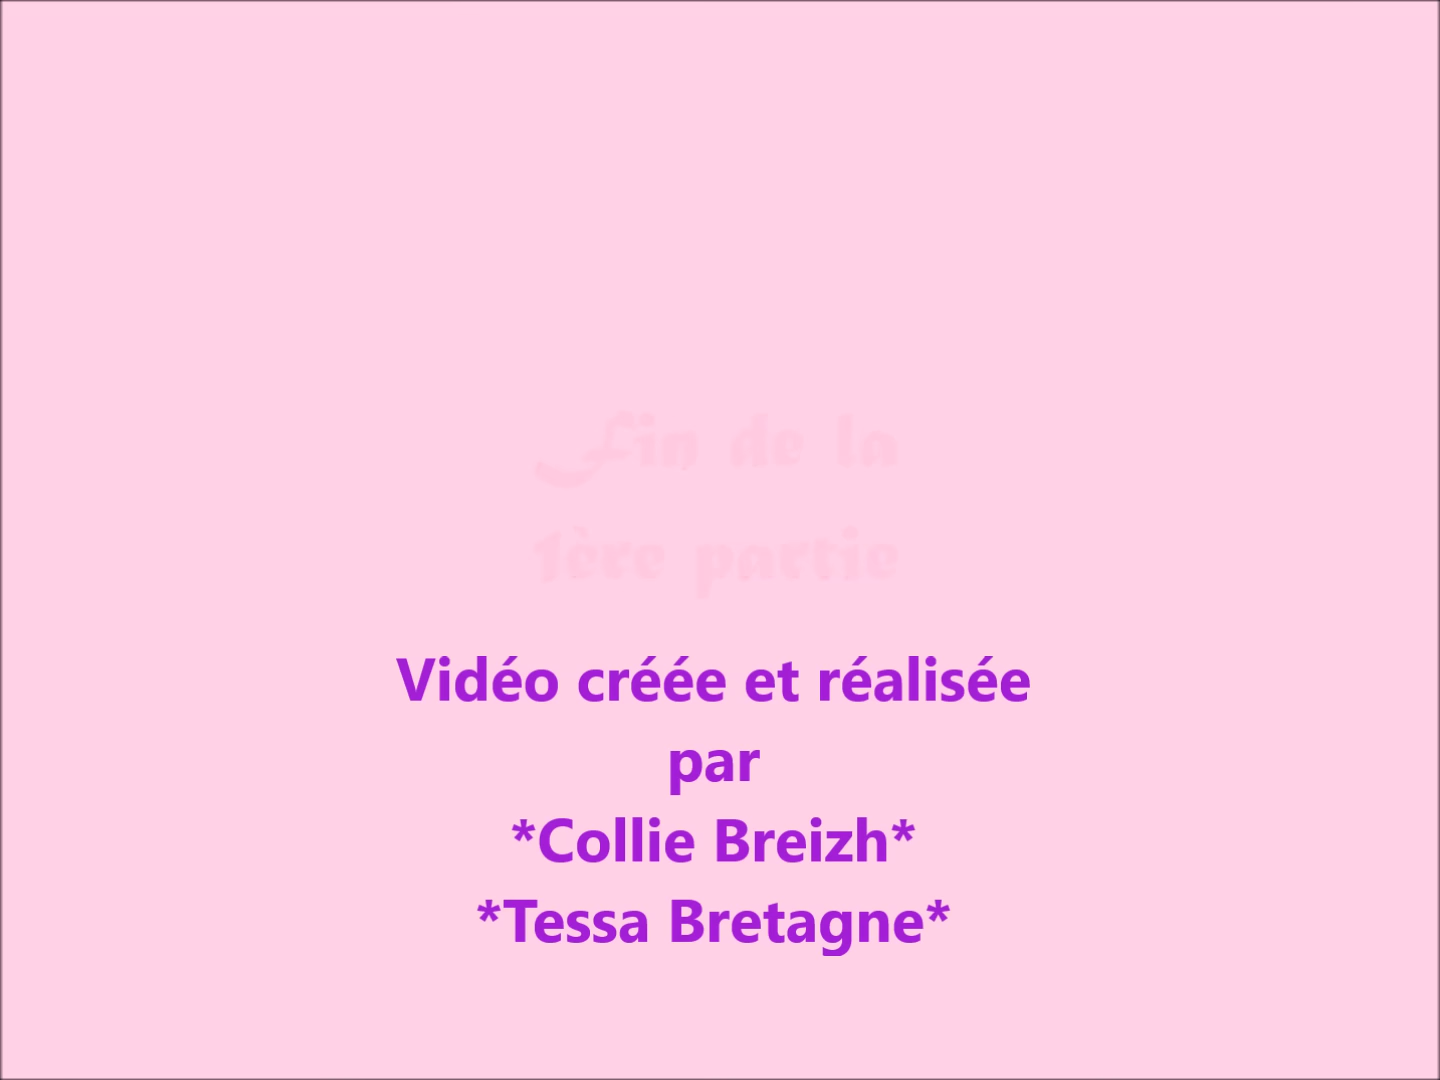 Fin de la
1ère partie
Vidéo créée et réalisée
par
*Collie Breizh*
*Tessa Bretagne*